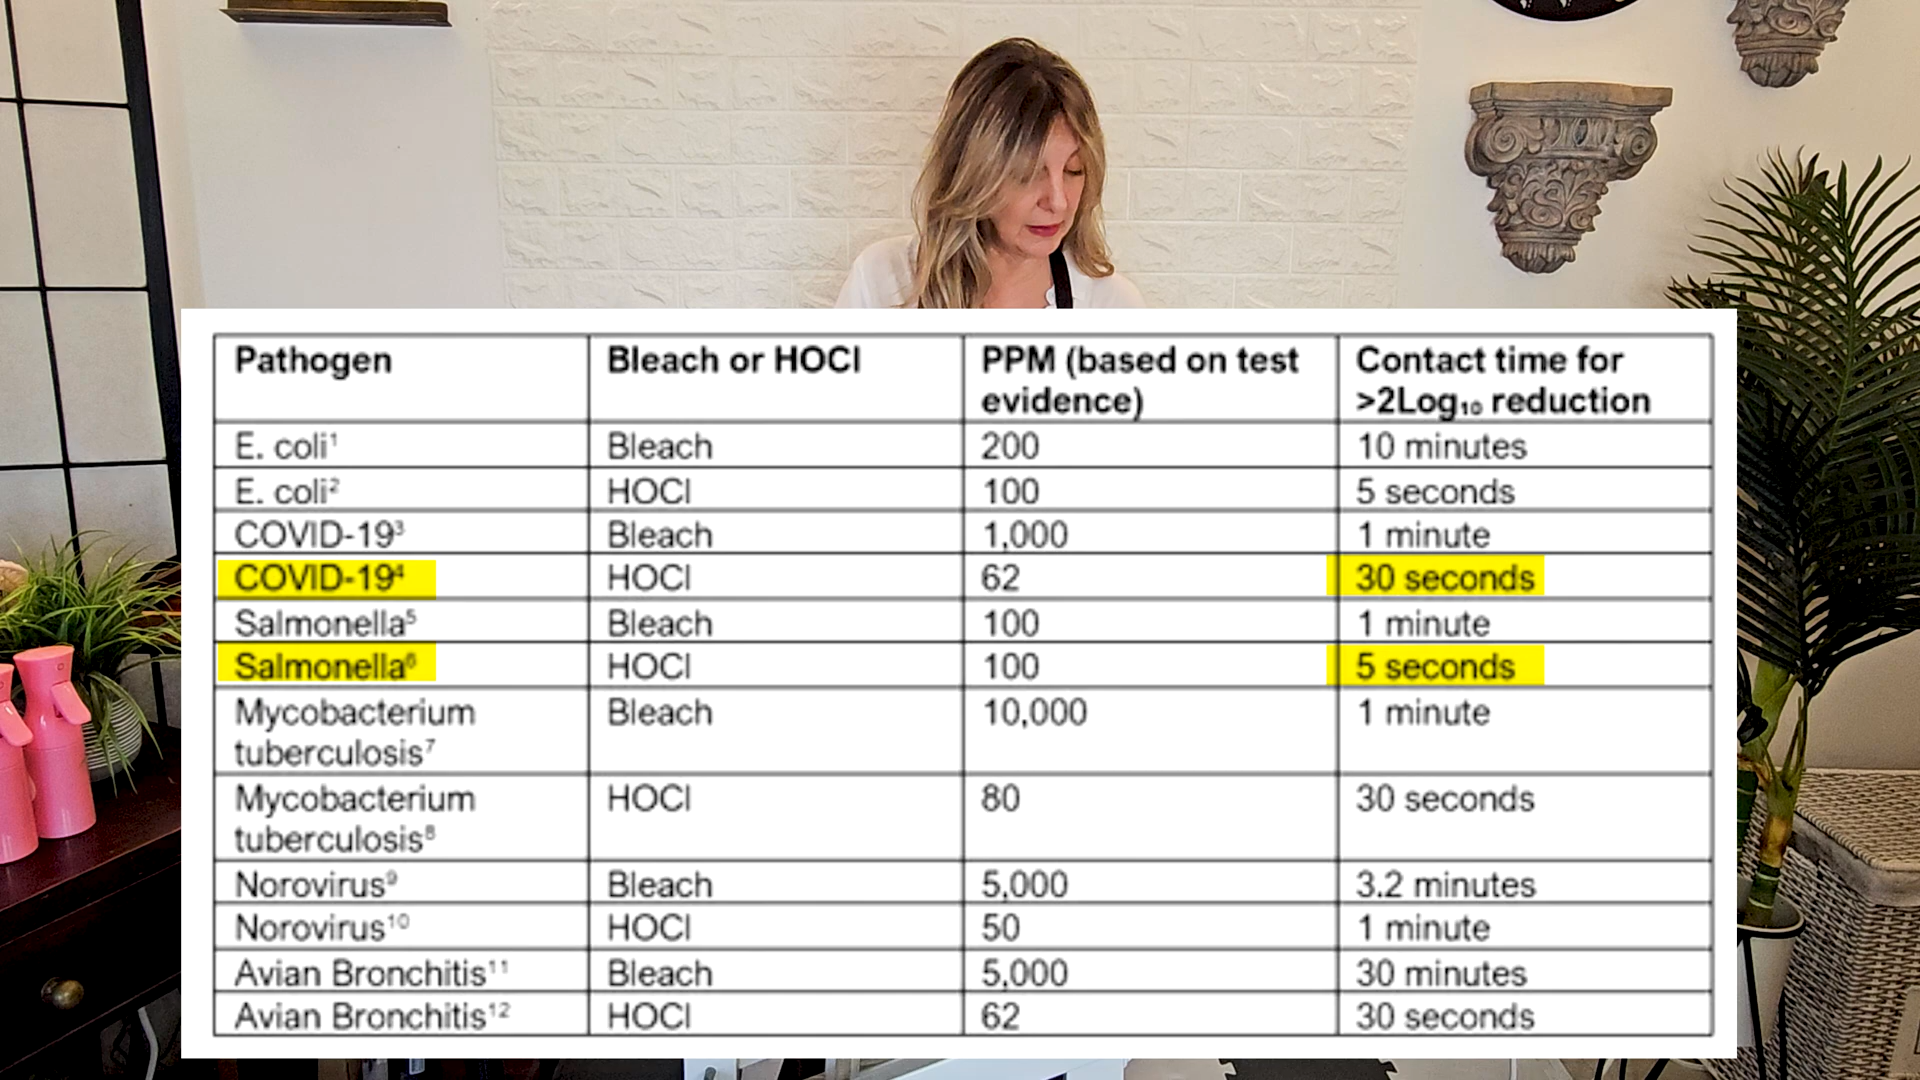 Pathogen Bleach or HOCl PPM (based on test evidence) Contact time for >2Log₁₀ reduction
E. coli¹ Bleach 200 10 minutes
E. coli² HOCl 100 5 seconds
COVID-19³ Bleach 1,000 1 minute
COVID-19⁴ HOCl 62 30 seconds
Salmonella⁵ Bleach 100 1 minute
Salmonella⁶ HOCl 100 5 seconds
Mycobacterium tuberculosis⁷ Bleach 10,000 1 minute
Mycobacterium tuberculosis⁸ HOCl 80 30 seconds
Norovirus⁹ Bleach 5,000 3.2 minutes
Norovirus¹⁰ HOCl 50 1 minute
Avian Bronchitis¹¹ Bleach 5,000 30 minutes
Avian Bronchitis¹² HOCl 62 30 seconds